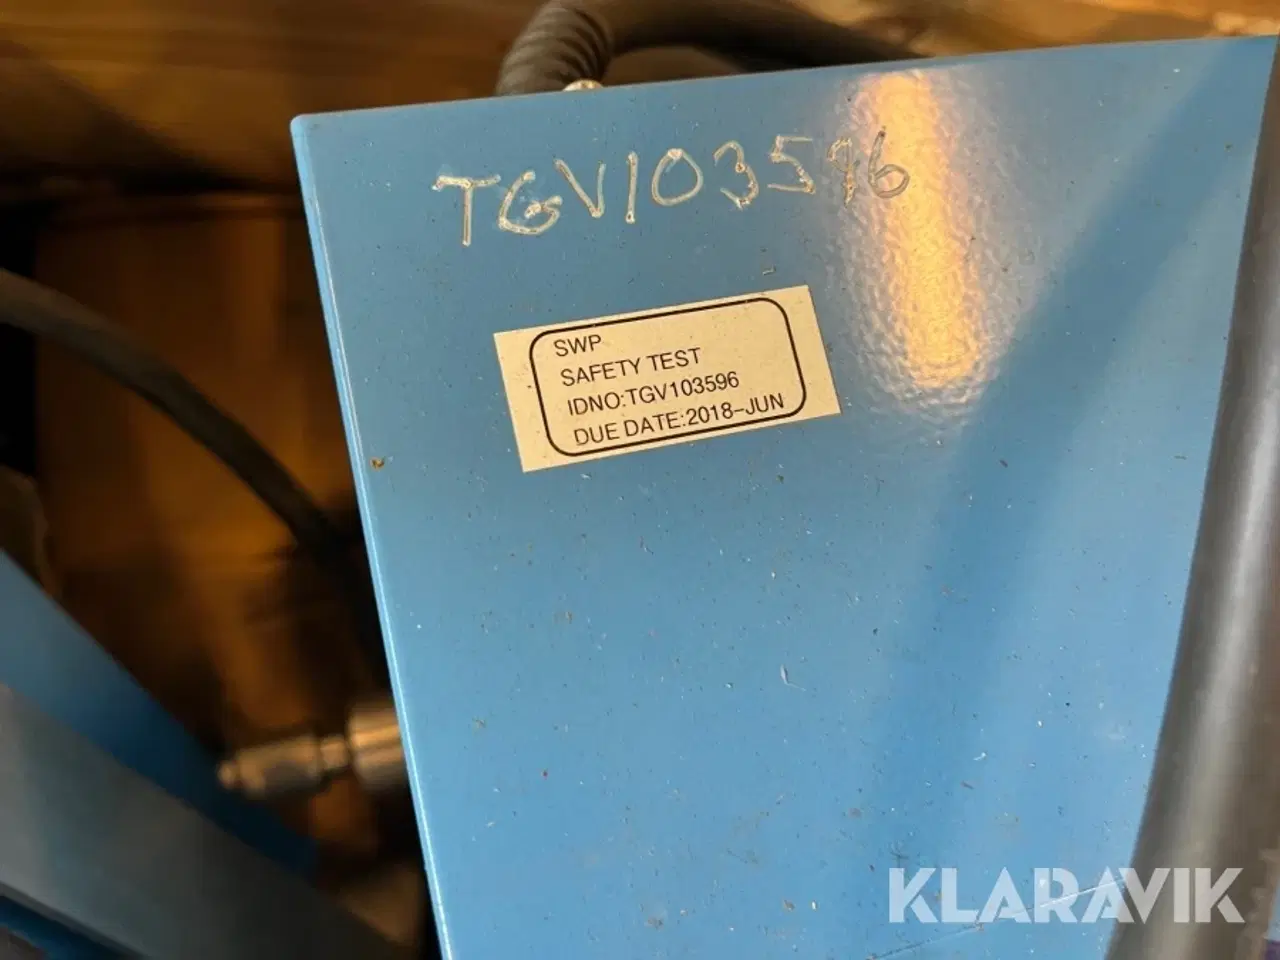 TGV103596
SWP
SAFETY TEST
IDNO:TGV103596
DUE DATE:2018-JUN
KLARAVIK